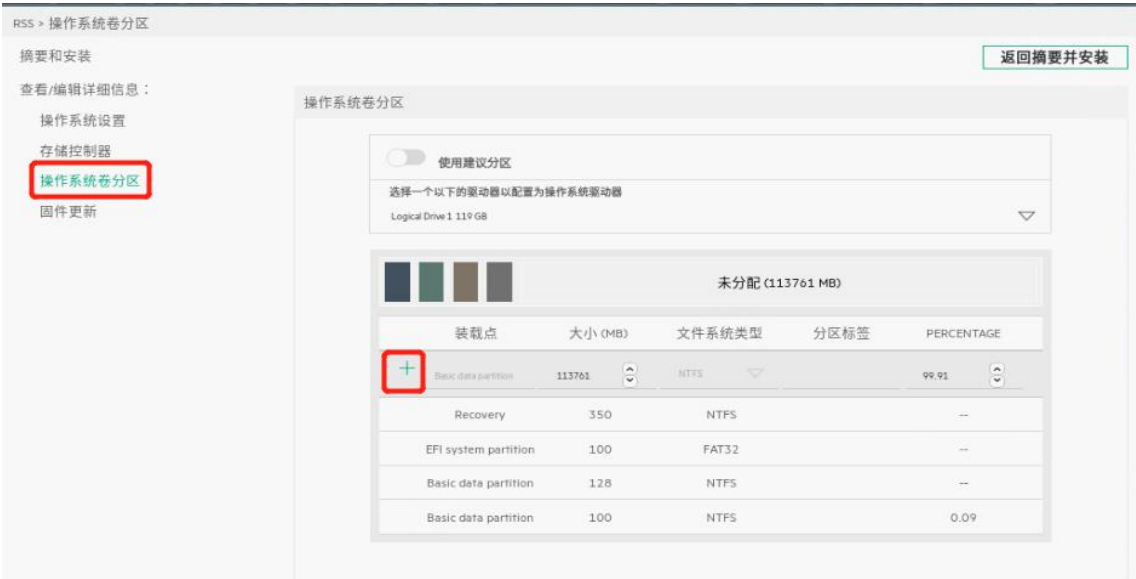 RSS > 操作系统卷分区
摘要和安装
返回摘要并安装
查看/编辑详细信息：
操作系统设置
存储控制器
操作系统卷分区
固件更新
操作系统卷分区
使用建议分区
选择一个以下的驱动器以配置为操作系统驱动器
Logical Drive 1 119 GB
未分配 (113761 MB)
装载点 大小 (MB) 文件系统类型 分区标签 PERCENTAGE
Basic data partition 113761 NTFS 99.91
Recovery 350 NTFS --
EFI system partition 100 FAT32 --
Basic data partition 128 NTFS --
Basic data partition 100 NTFS 0.09